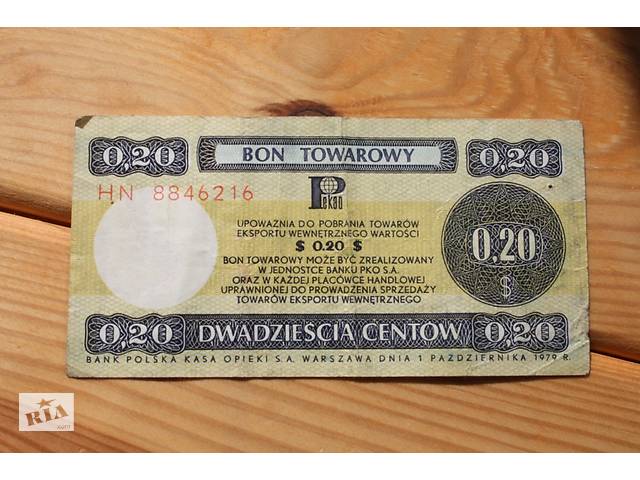 0,20 BON TOWAROWY 0,20
HN 8846216
Pekao
UPOWAŻNIA DO POBRANIA TOWARÓW
EKSPORTU WEWNĘTRZNEGO WARTOŚCI
$ 0.20 $
BON TOWAROWY MOŻE BYĆ ZREALIZOWANY
W JEDNOSTCE BANKU PKO S.A.
ORAZ W KAŻDEJ PLACÓWCE HANDLOWEJ
UPRAWNIONEJ DO PROWADZENIA SPRZEDAŻY
TOWARÓW EKSPORTU WEWNĘTRZNEGO
0.20
$
0,20 DWADZIEŚCIA CENTÓW 0,20
BANK POLSKA KASA OPIEKI S.A. WARSZAWA DNIA 1 PAŹDZIERNIKA 1979 R.
RIA
.com